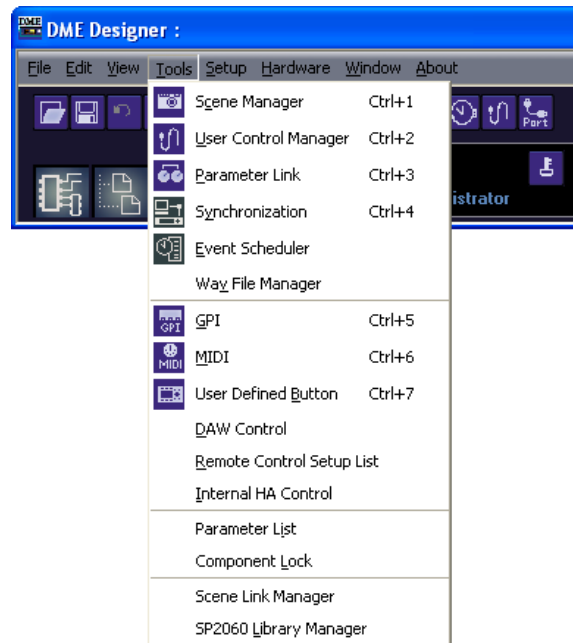 DME DME Designer :
File Edit View Tools Setup Hardware Window About
Port
istrator
Scene Manager Ctrl+1
User Control Manager Ctrl+2
Parameter Link Ctrl+3
Synchronization Ctrl+4
Event Scheduler
Wav File Manager
GPI GPI Ctrl+5
MIDI MIDI Ctrl+6
User Defined Button Ctrl+7
DAW Control
Remote Control Setup List
Internal HA Control
Parameter List
Component Lock
Scene Link Manager
SP2060 Library Manager